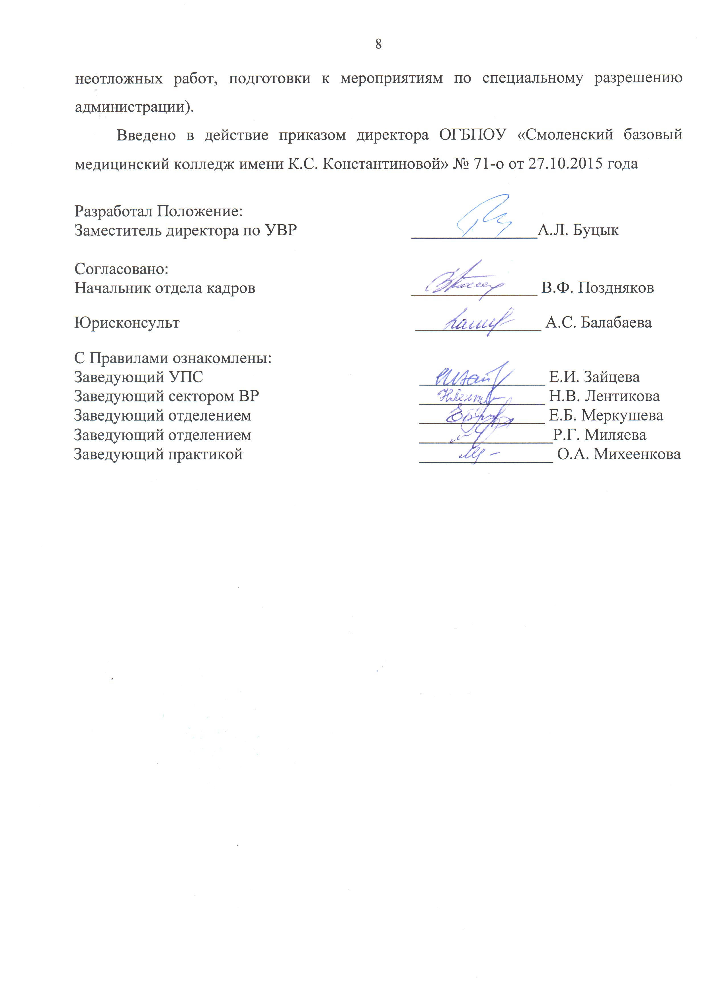 8
неотложных работ, подготовки к мероприятиям по специальному разрешению
администрации).
Введено в действие приказом директора ОГБПОУ «Смоленский базовый
медицинский колледж имени К.С. Константиновой» № 71-о от 27.10.2015 года
Разработал Положение:
Заместитель директора по УВР А.Л. Буцык
Согласовано:
Начальник отдела кадров В.Ф. Поздняков
Юрисконсульт А.С. Балабаева
С Правилами ознакомлены:
Заведующий УПС Е.И. Зайцева
Заведующий сектором ВР Н.В. Лентикова
Заведующий отделением Е.Б. Меркушева
Заведующий отделением Р.Г. Миляева
Заведующий практикой О.А. Михеенкова